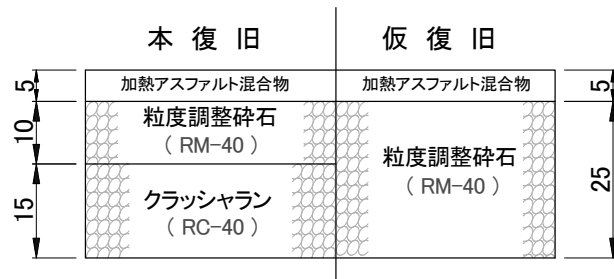 本 復 旧
仮 復 旧
5
加熱アスファルト混合物
加熱アスファルト混合物
5
10
粒度調整砕石
( RM-40 )
粒度調整砕石
( RM-40 )
25
15
クラッシャラン
( RC-40 )